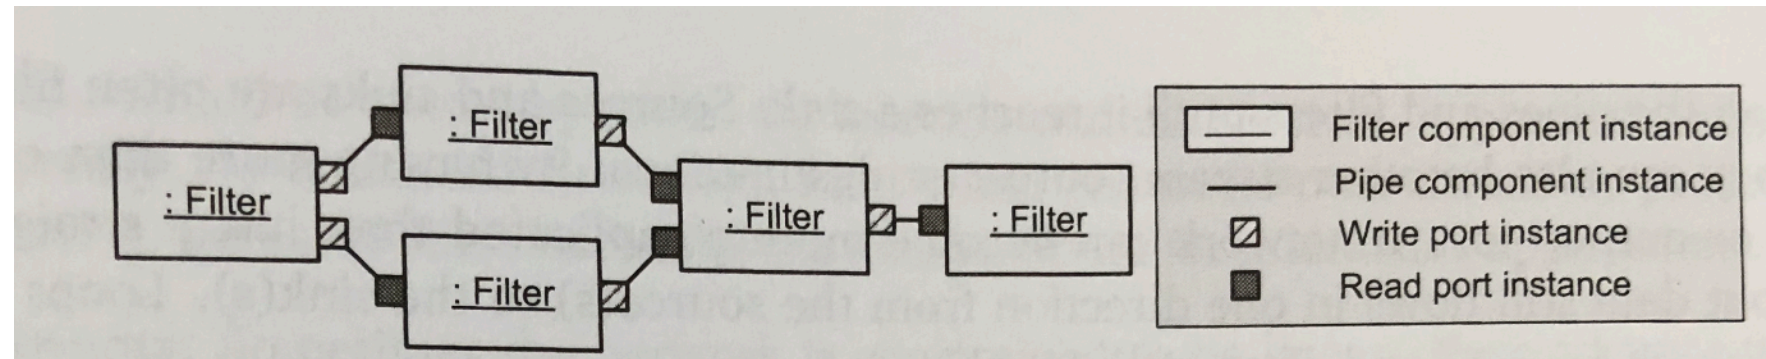 : Filter
: Filter
: Filter
: Filter
: Filter
Filter component instance
Pipe component instance
Write port instance
Read port instance